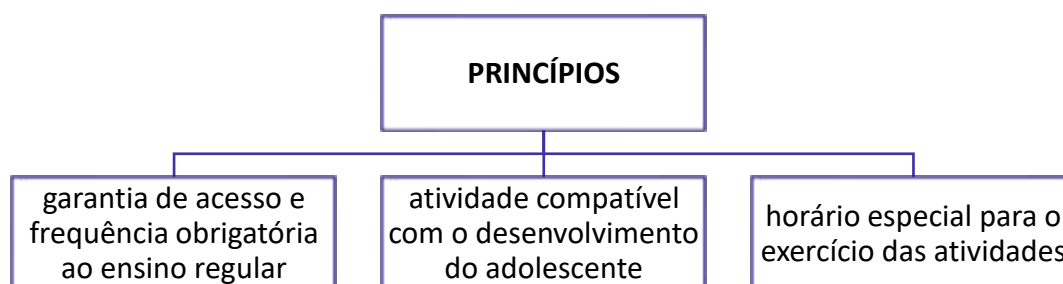 PRINCÍPIOS
garantia de acesso e
frequência obrigatória
ao ensino regular
atividade compatível
com o desenvolvimento
do adolescente
horário especial para o
exercício das atividades